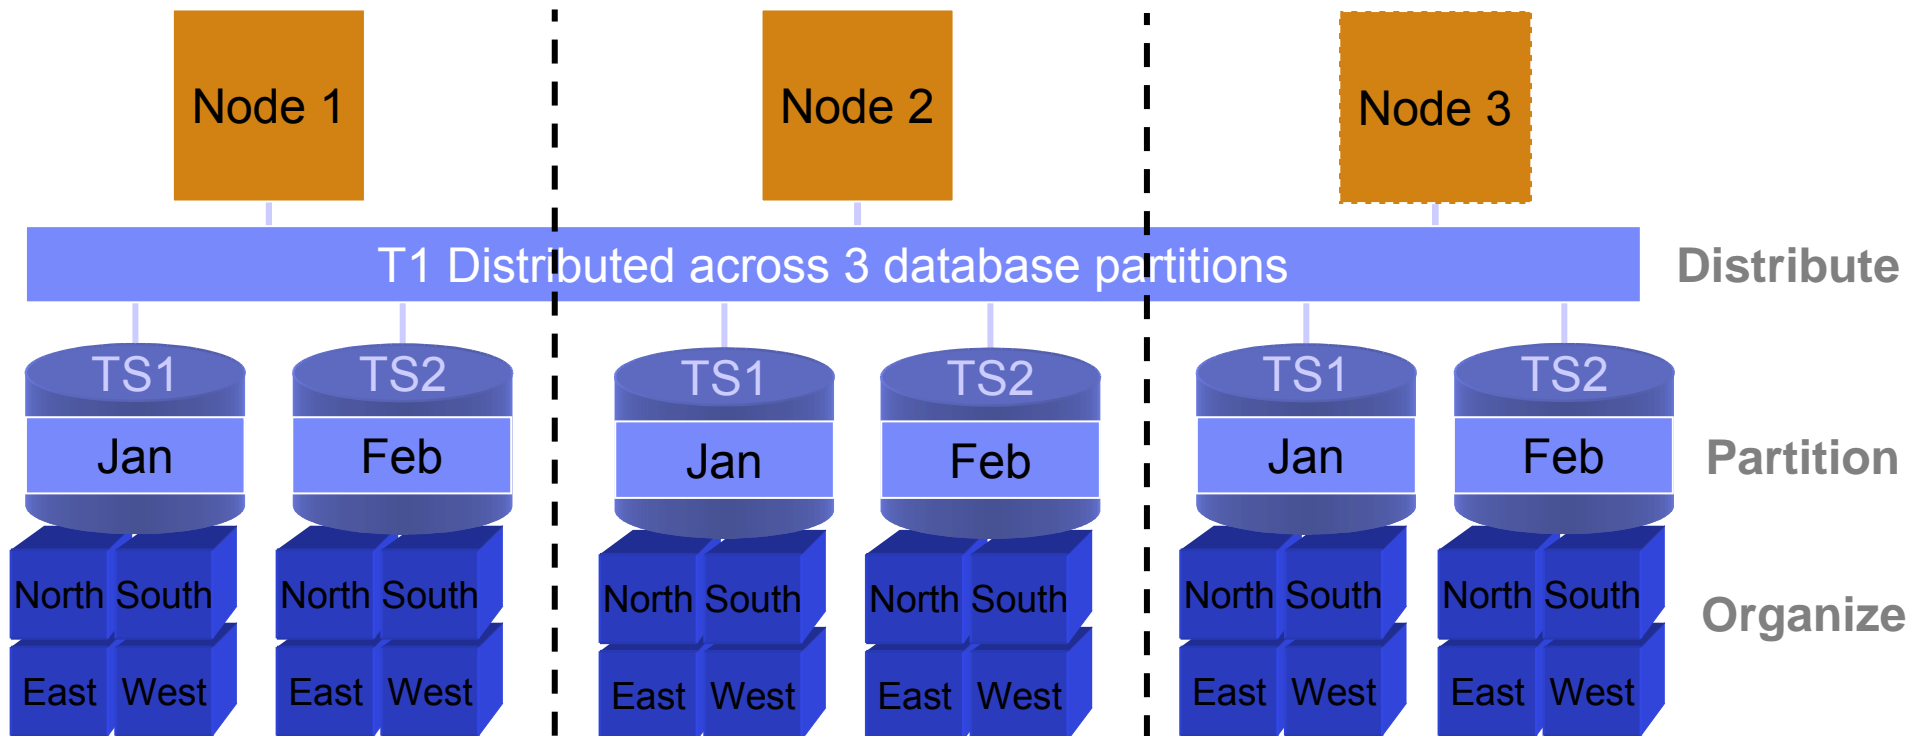 Node 1
Node 2
Node 3
T1 Distributed across 3 database partitions
Distribute
TS1
TS2
TS1
TS2
TS1
TS2
Jan
Feb
Jan
Feb
Jan
Feb
Partition
North South
North South
North South
North South
North South
North South
Organize
East West
East West
East West
East West
East West
East West